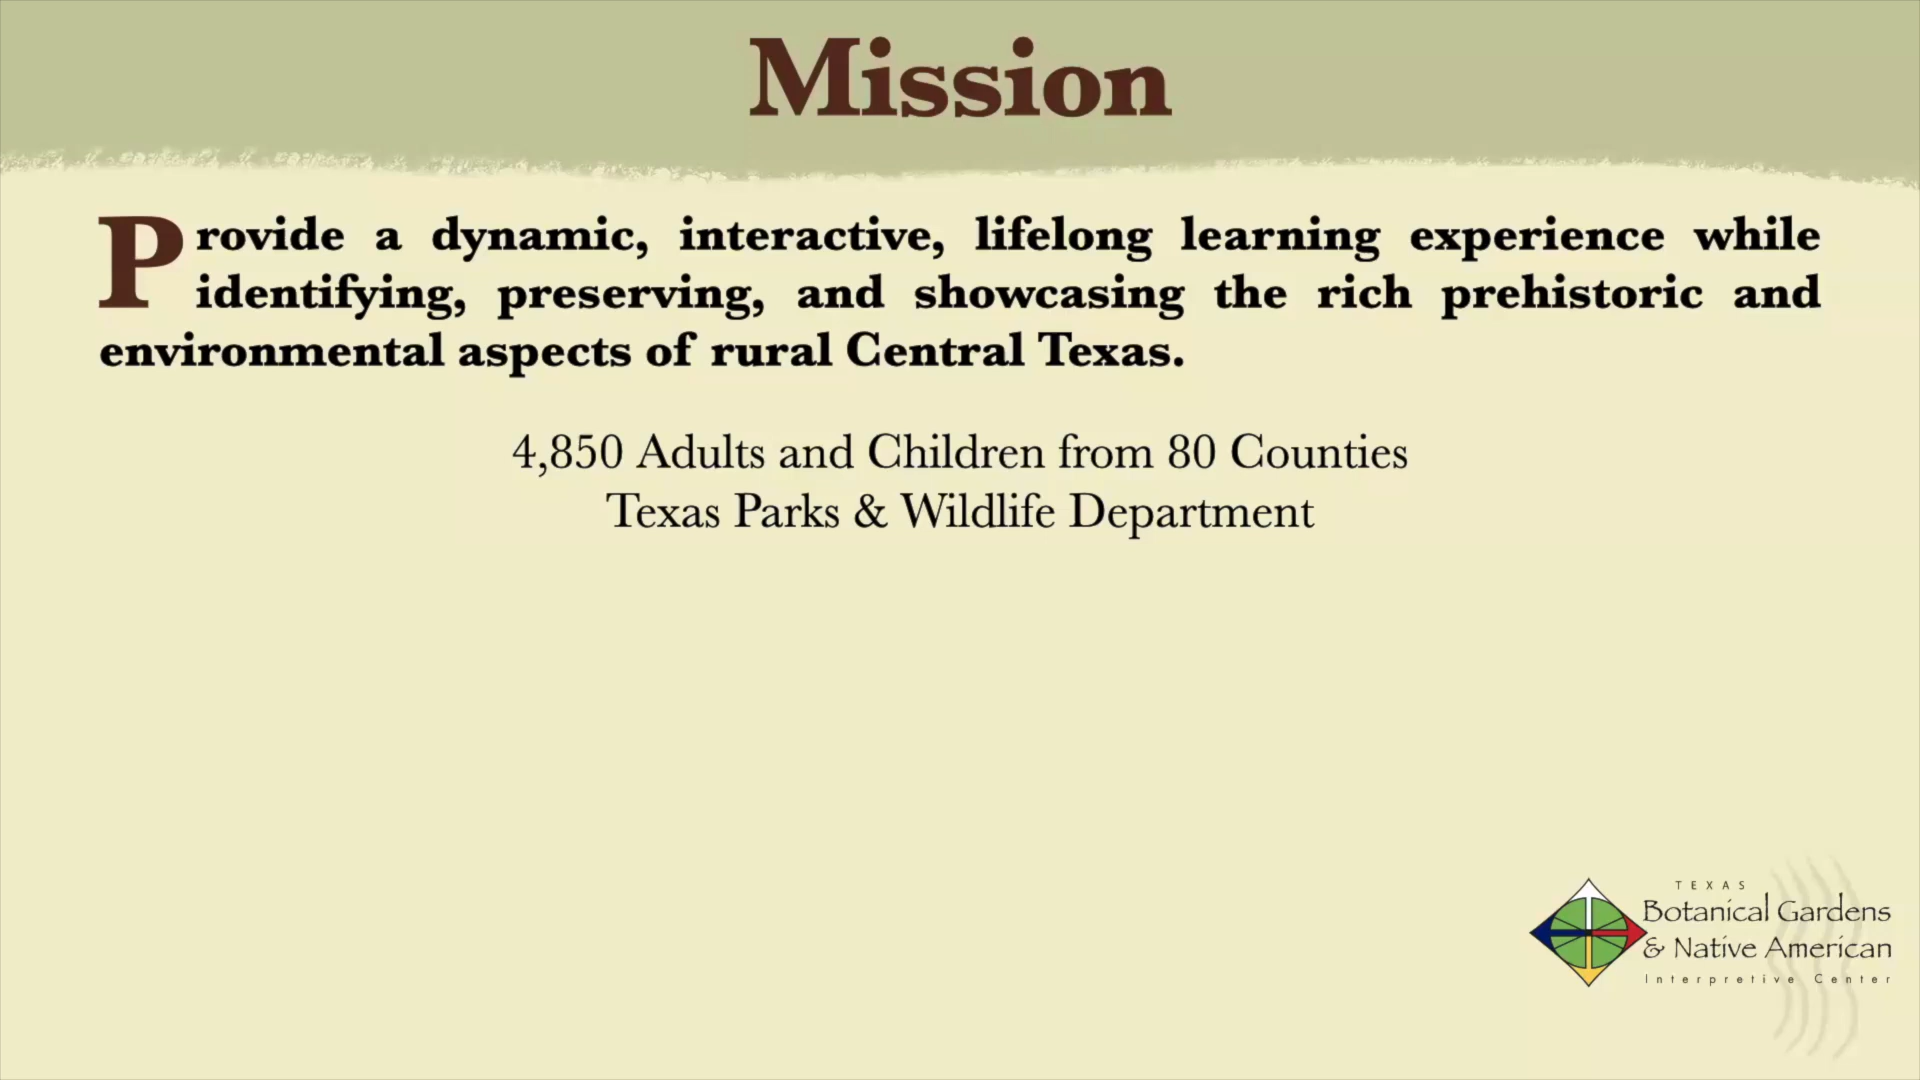 Mission
Provide a dynamic, interactive, lifelong learning experience while
identifying, preserving, and showcasing the rich prehistoric and
environmental aspects of rural Central Texas.
4,850 Adults and Children from 80 Counties
Texas Parks & Wildlife Department
TEXAS
Botanical Gardens
& Native American
Interpretive Center